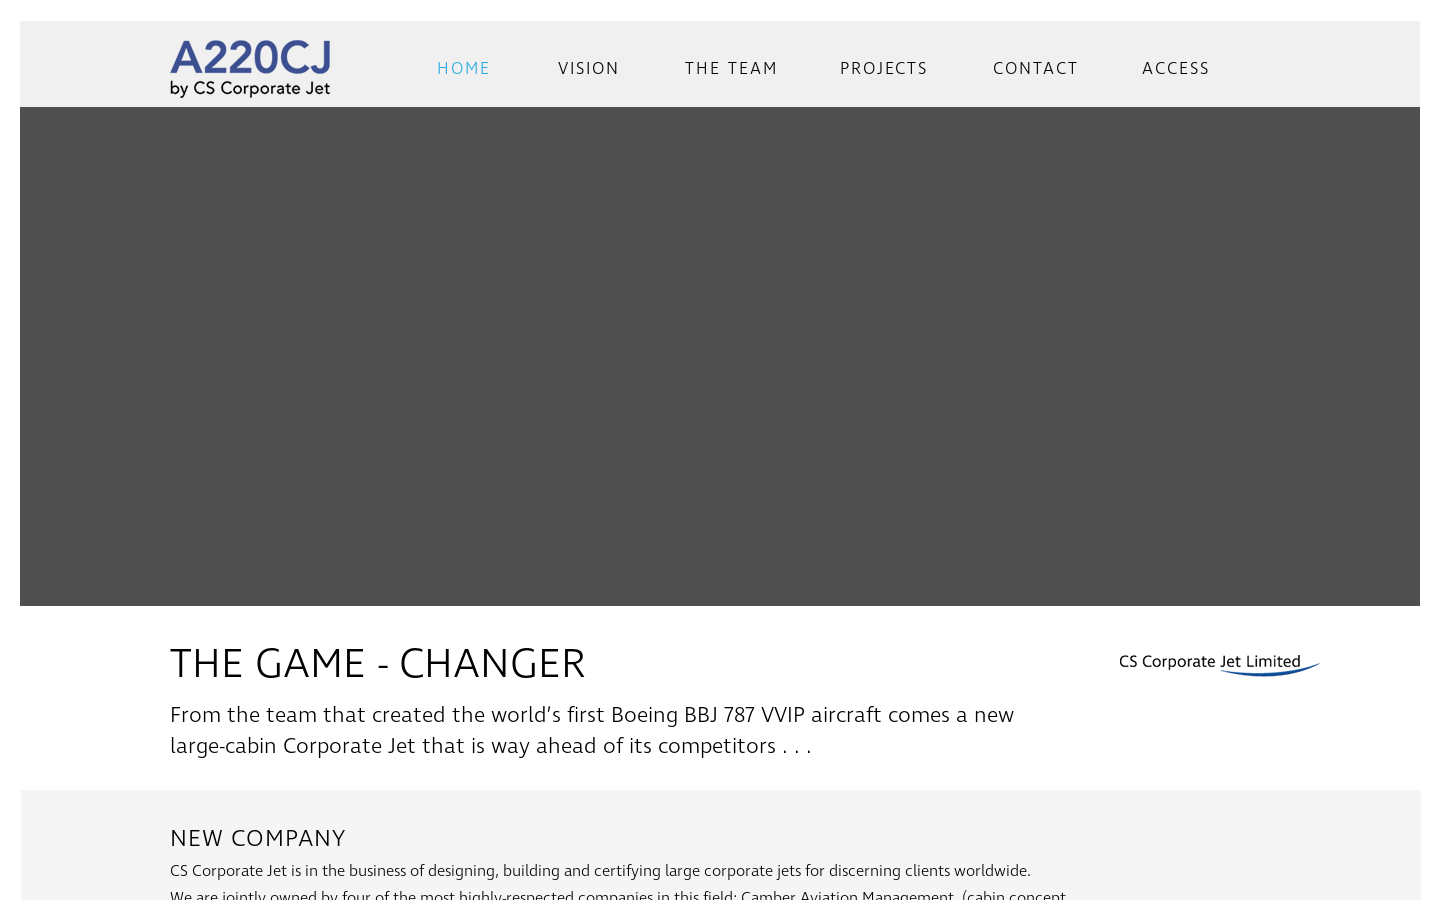 A220CJ
by CS Corporate Jet
HOME VISION THE TEAM PROJECTS CONTACT ACCESS
THE GAME - CHANGER
CS Corporate Jet Limited
From the team that created the world’s first Boeing BBJ 787 VVIP aircraft comes a new
large-cabin Corporate Jet that is way ahead of its competitors . . .
NEW COMPANY
CS Corporate Jet is in the business of designing, building and certifying large corporate jets for discerning clients worldwide.
We are jointly owned by four of the most highly-respected companies in this field: Camber Aviation Management, (cabin concept